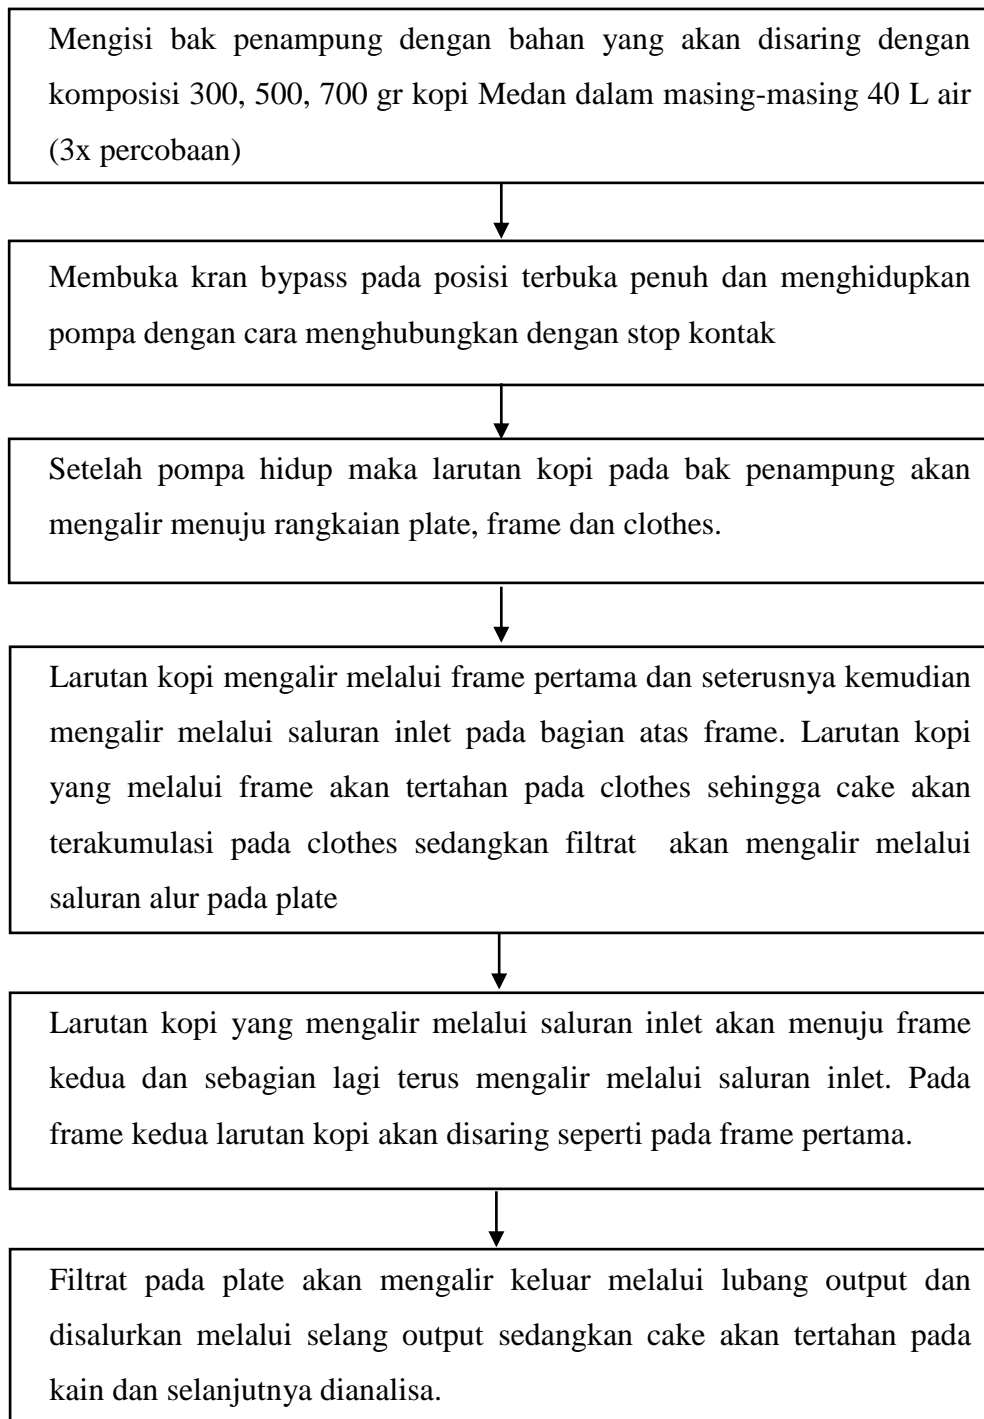 Mengisi bak penampung dengan bahan yang akan disaring dengan
komposisi 300, 500, 700 gr kopi Medan dalam masing-masing 40 L air
(3x percobaan)
Membuka kran bypass pada posisi terbuka penuh dan menghidupkan
pompa dengan cara menghubungkan dengan stop kontak
Setelah pompa hidup maka larutan kopi pada bak penampung akan
mengalir menuju rangkaian plate, frame dan clothes.
Larutan kopi mengalir melalui frame pertama dan seterusnya kemudian
mengalir melalui saluran inlet pada bagian atas frame. Larutan kopi
yang melalui frame akan tertahan pada clothes sehingga cake akan
terakumulasi pada clothes sedangkan filtrat akan mengalir melalui
saluran alur pada plate
Larutan kopi yang mengalir melalui saluran inlet akan menuju frame
kedua dan sebagian lagi terus mengalir melalui saluran inlet. Pada
frame kedua larutan kopi akan disaring seperti pada frame pertama.
Filtrat pada plate akan mengalir keluar melalui lubang output dan
disalurkan melalui selang output sedangkan cake akan tertahan pada
kain dan selanjutnya dianalisa.